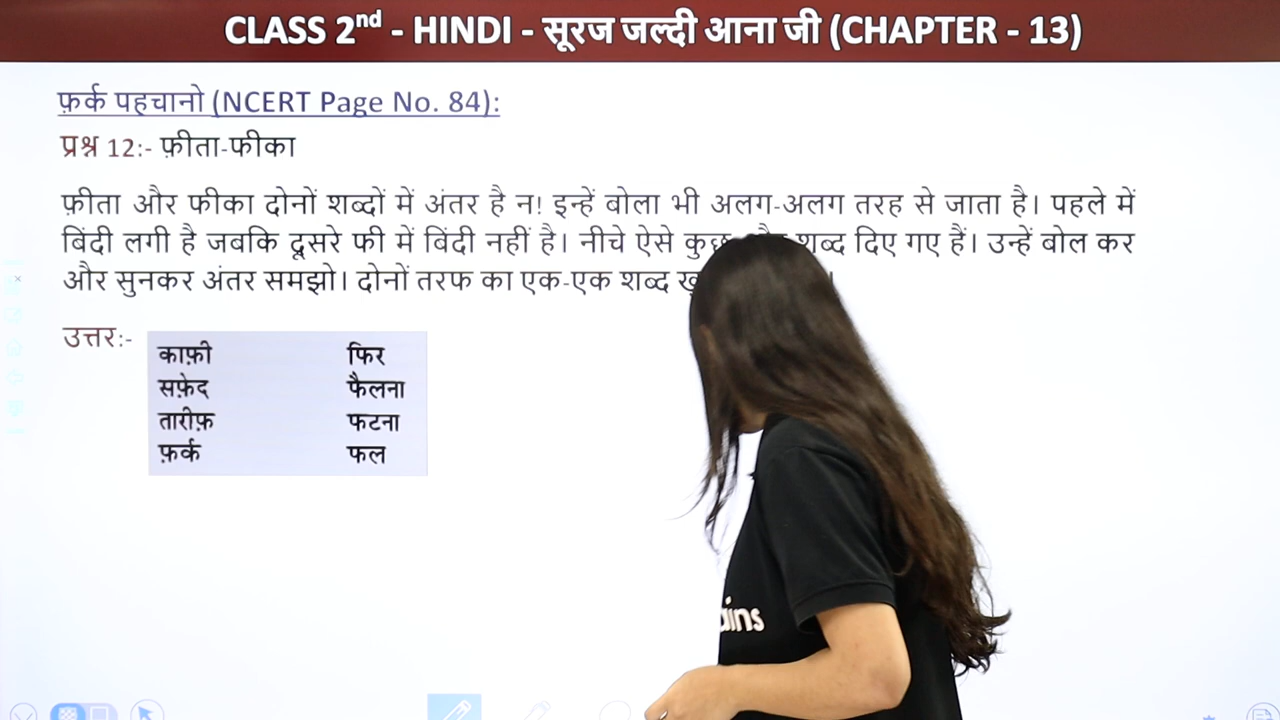 CLASS 2nd - HINDI - सूरज जल्दी आना जी (CHAPTER - 13)
फ़र्क पहचानो (NCERT Page No. 84):
प्रश्न 12:- फ़ीता-फीका
फ़ीता और फीका दोनों शब्दों में अंतर है न! इन्हें बोला भी अलग-अलग तरह से जाता है। पहले में
बिंदी लगी है जबकि दूसरे फी में बिंदी नहीं है। नीचे ऐसे कुछ शब्द दिए गए हैं। उन्हें बोल कर
और सुनकर अंतर समझो। दोनों तरफ का एक-एक शब्द
उत्तर:-
काफ़ी फिर
सफ़ेद फैलना
तारीफ़ फटना
फ़र्क फल